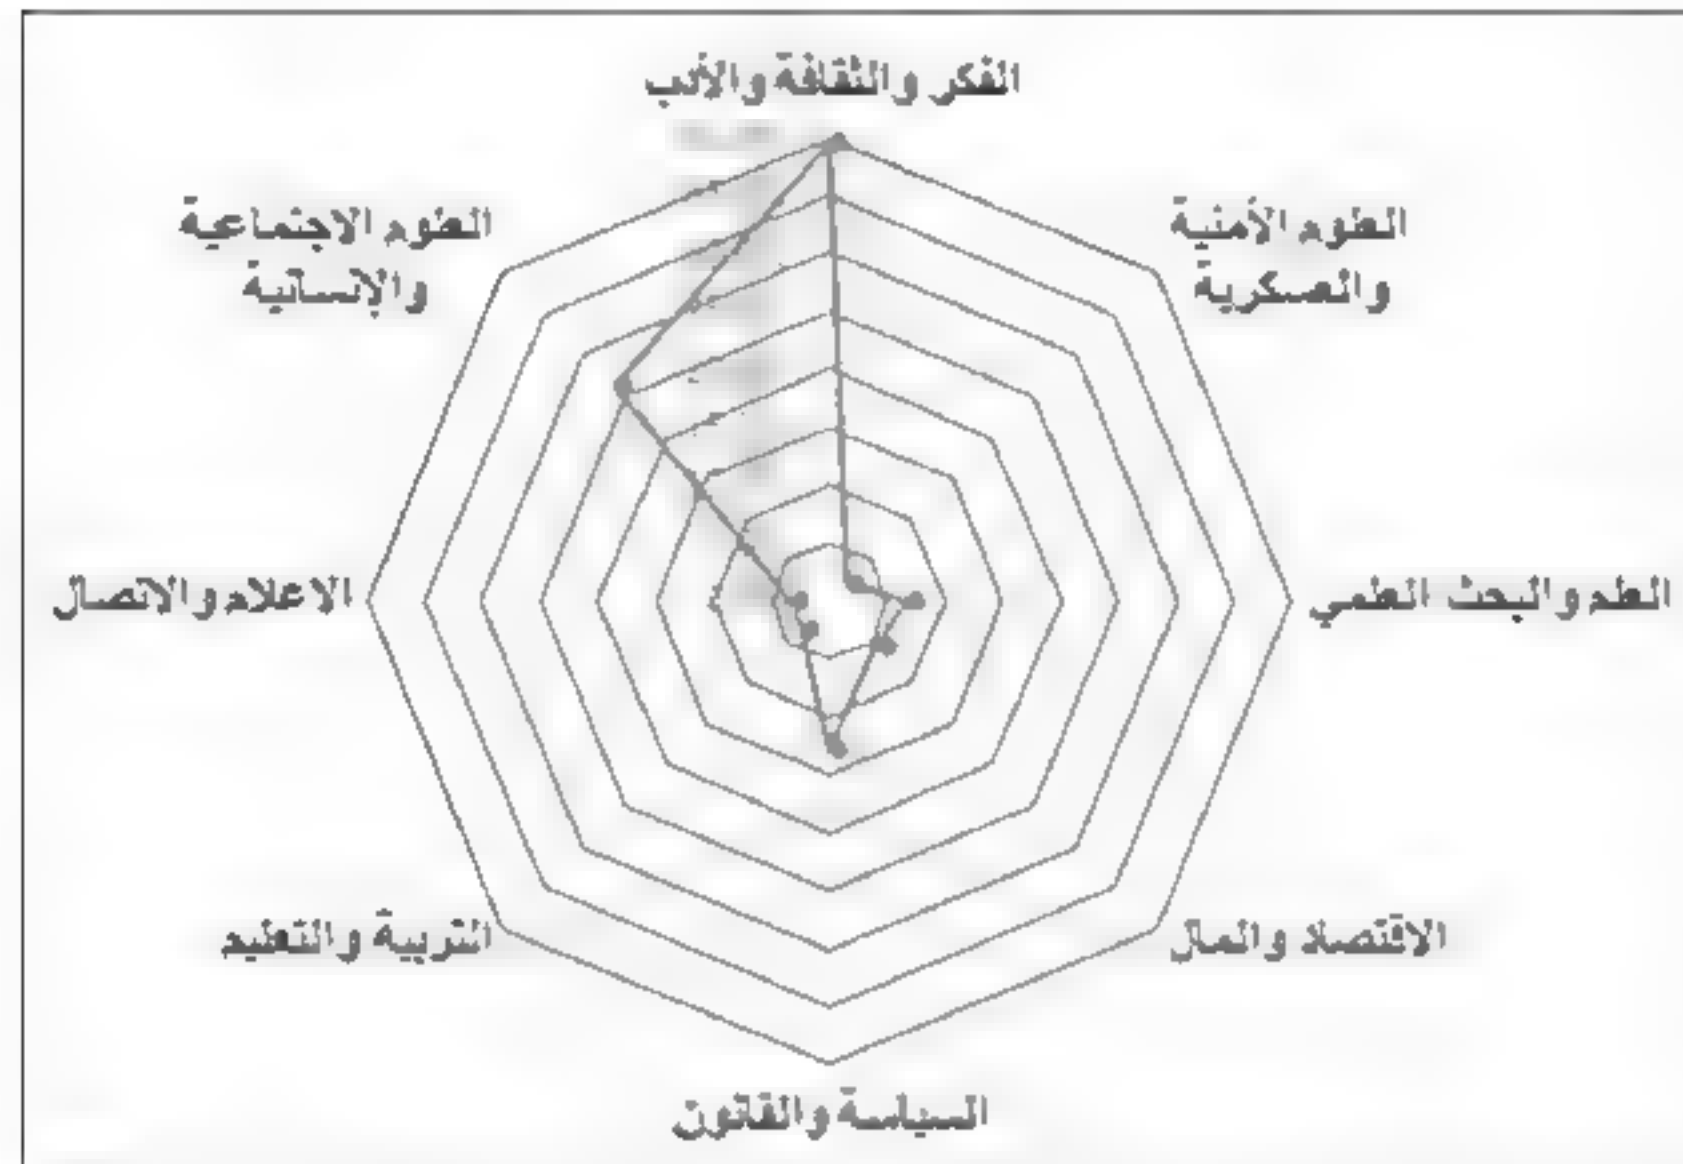 الفكر والثقافة والأدب
العلوم الأمنية
والعسكرية
العلم والبحث العلمي
الاقتصاد والمال
السياسة والقانون
التربية والتعليم
الاعلام والاتصال
العلوم الاجتماعية
والإنسانية